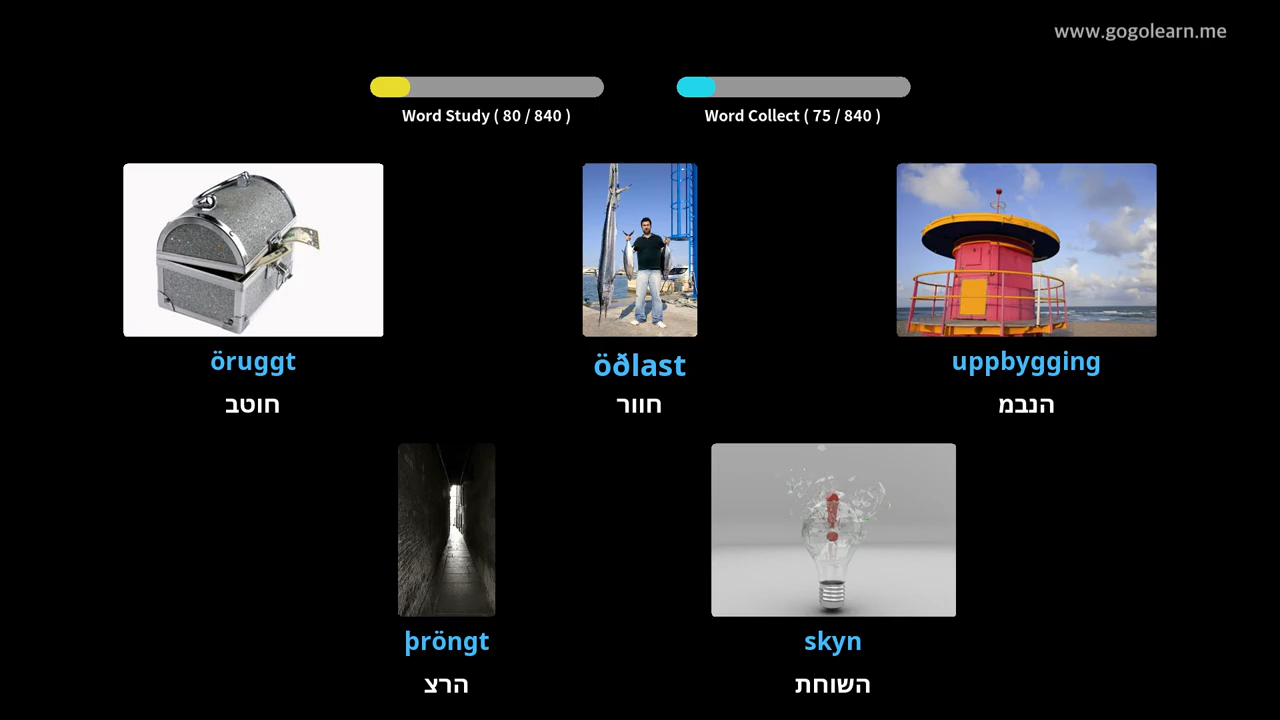 www.gogolearn.me
Word Study ( 80 / 840 )
Word Collect ( 75 / 840 )
öruggt
חוטב
öðlast
חוור
uppbygging
הנבמ
þröngt
הרצ
skyn
השוחת